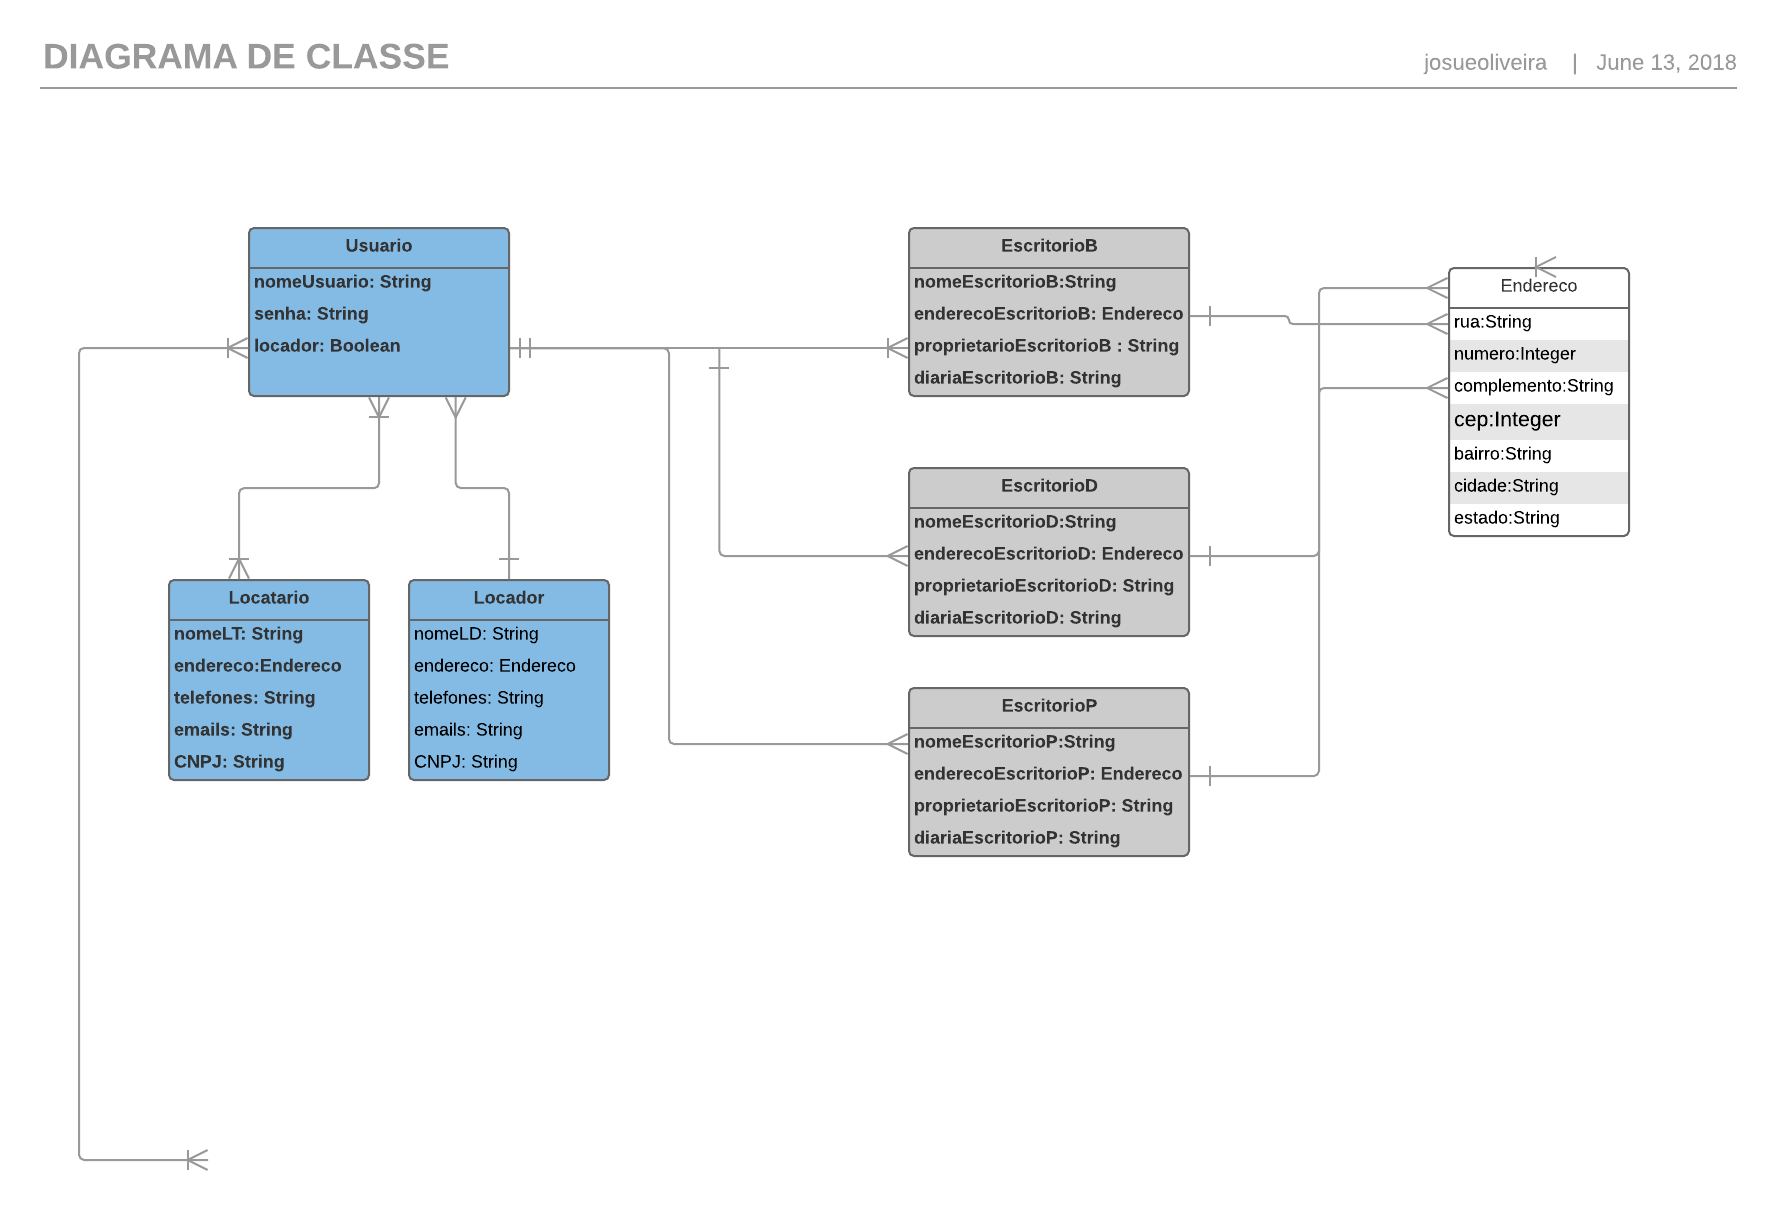 DIAGRAMA DE CLASSE
josueoliveira | June 13, 2018
Usuario
nomeUsuario: String
senha: String
locador: Boolean
EscritorioB
nomeEscritorioB:String
enderecoEscritorioB: Endereco
proprietarioEscritorioB : String
diariaEscritorioB: String
Endereco
rua:String
numero:Integer
complemento:String
cep:Integer
bairro:String
cidade:String
estado:String
EscritorioD
nomeEscritorioD:String
enderecoEscritorioD: Endereco
proprietarioEscritorioD: String
diariaEscritorioD: String
Locatario
nomeLT: String
endereco:Endereco
telefones: String
emails: String
CNPJ: String
Locador
nomeLD: String
endereco: Endereco
telefones: String
emails: String
CNPJ: String
EscritorioP
nomeEscritorioP:String
enderecoEscritorioP: Endereco
proprietarioEscritorioP: String
diariaEscritorioP: String